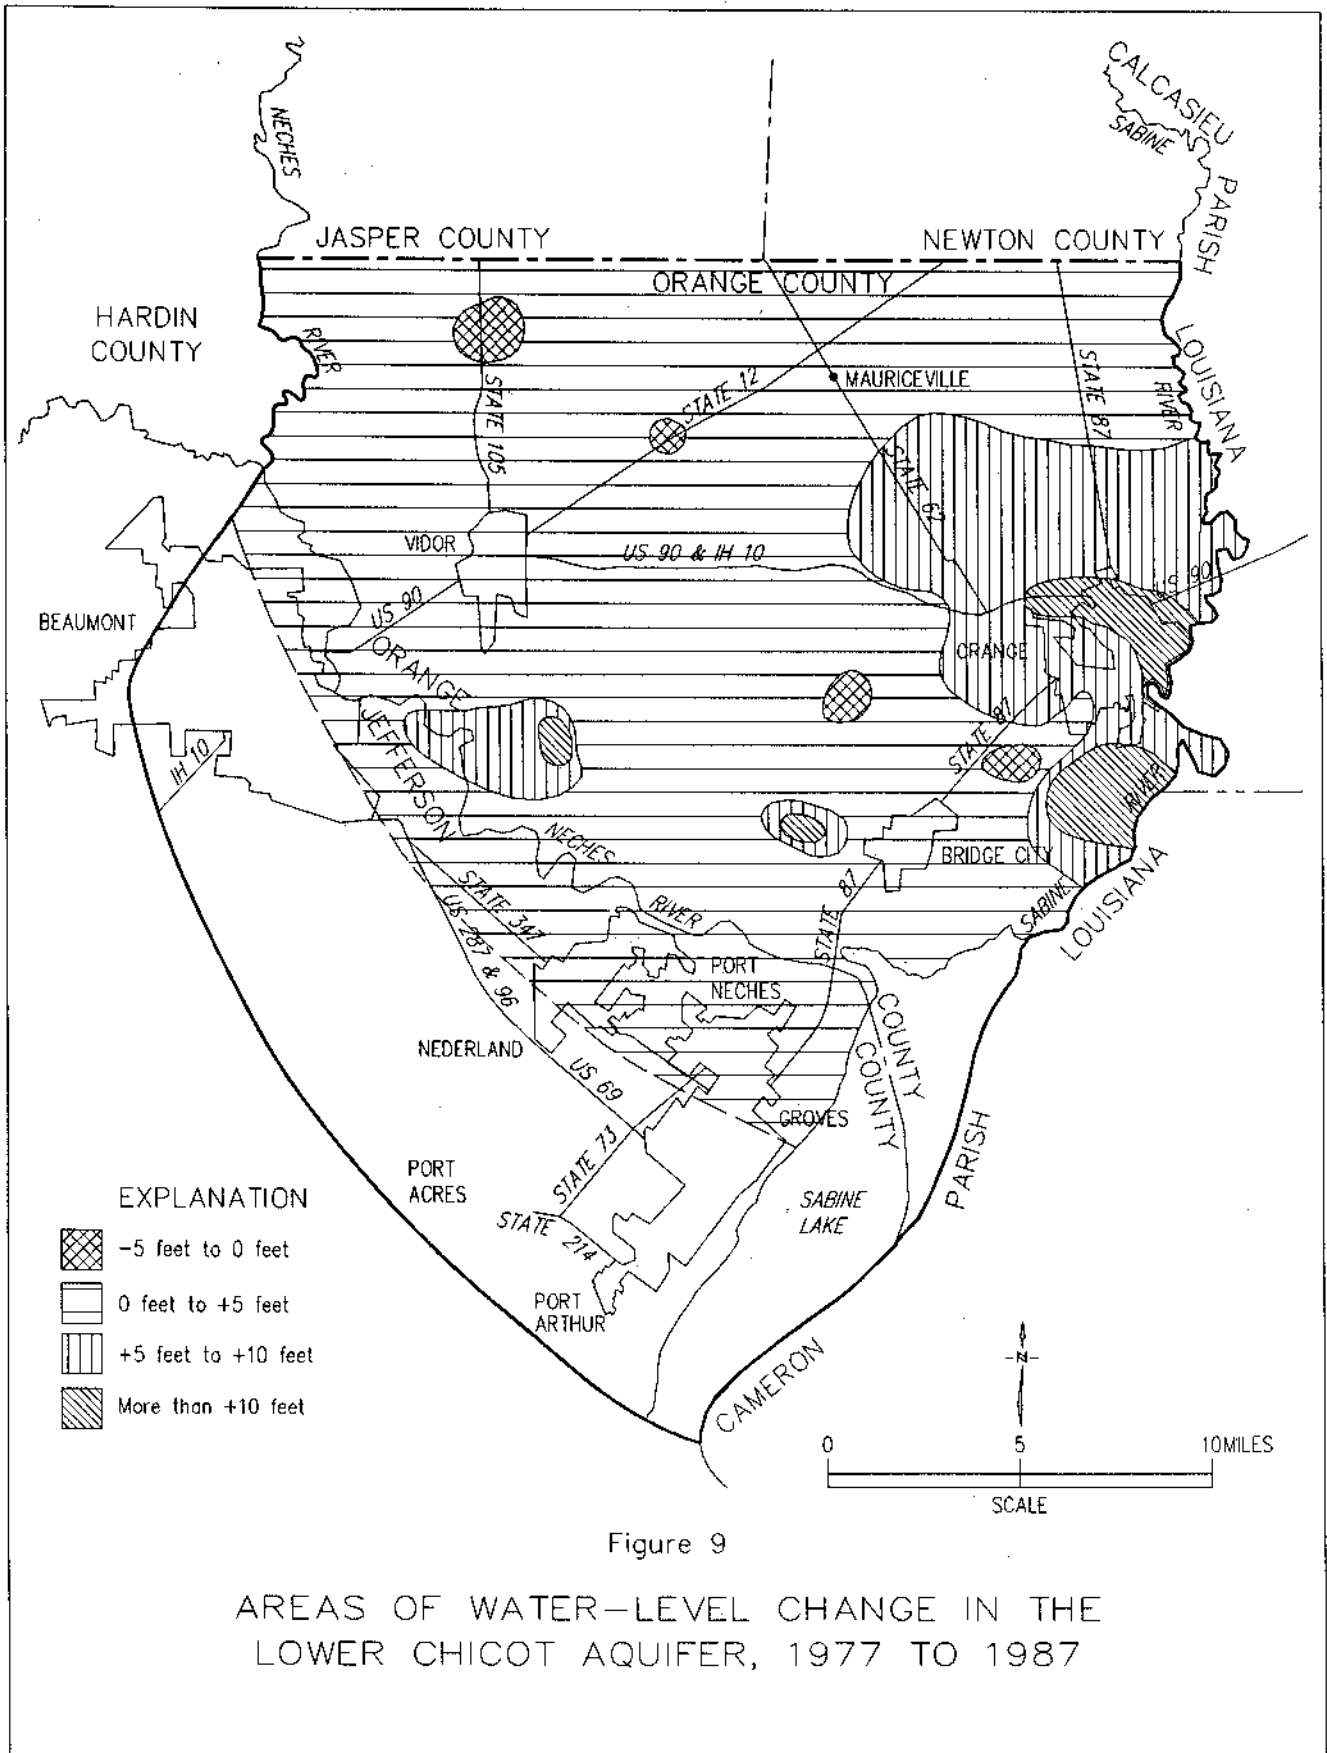 CALCASIEU
SABINE
PARISH
NECHES
JASPER COUNTY
NEWTON COUNTY
ORANGE COUNTY
HARDIN
COUNTY
RIVER
LOUISIANA
STATE 87
RIVER
STATE 12
MAURICEVILLE
STATE 105
STATE 62
VIDOR
US 90 & IH 10
US 90
BEAUMONT
US 90
ORANGE
ORANGE
JEFFERSON
STATE 87
IH 10
RIVER
NECHES
BRIDGE CITY
STATE 347
US 287 & 96
RIVER
STATE 87
SABINE
LOUISIANA
PORT
NECHES
COUNTY
COUNTY
NEDERLAND
US 69
GROVES
STATE 73
PARISH
PORT
ACRES
SABINE
LAKE
STATE 214
EXPLANATION
-5 feet to 0 feet
0 feet to +5 feet
+5 feet to +10 feet
More than +10 feet
PORT
ARTHUR
CAMERON
N
0 5 10 MILES
SCALE
Figure 9
AREAS OF WATER-LEVEL CHANGE IN THE
LOWER CHICOT AQUIFER, 1977 TO 1987